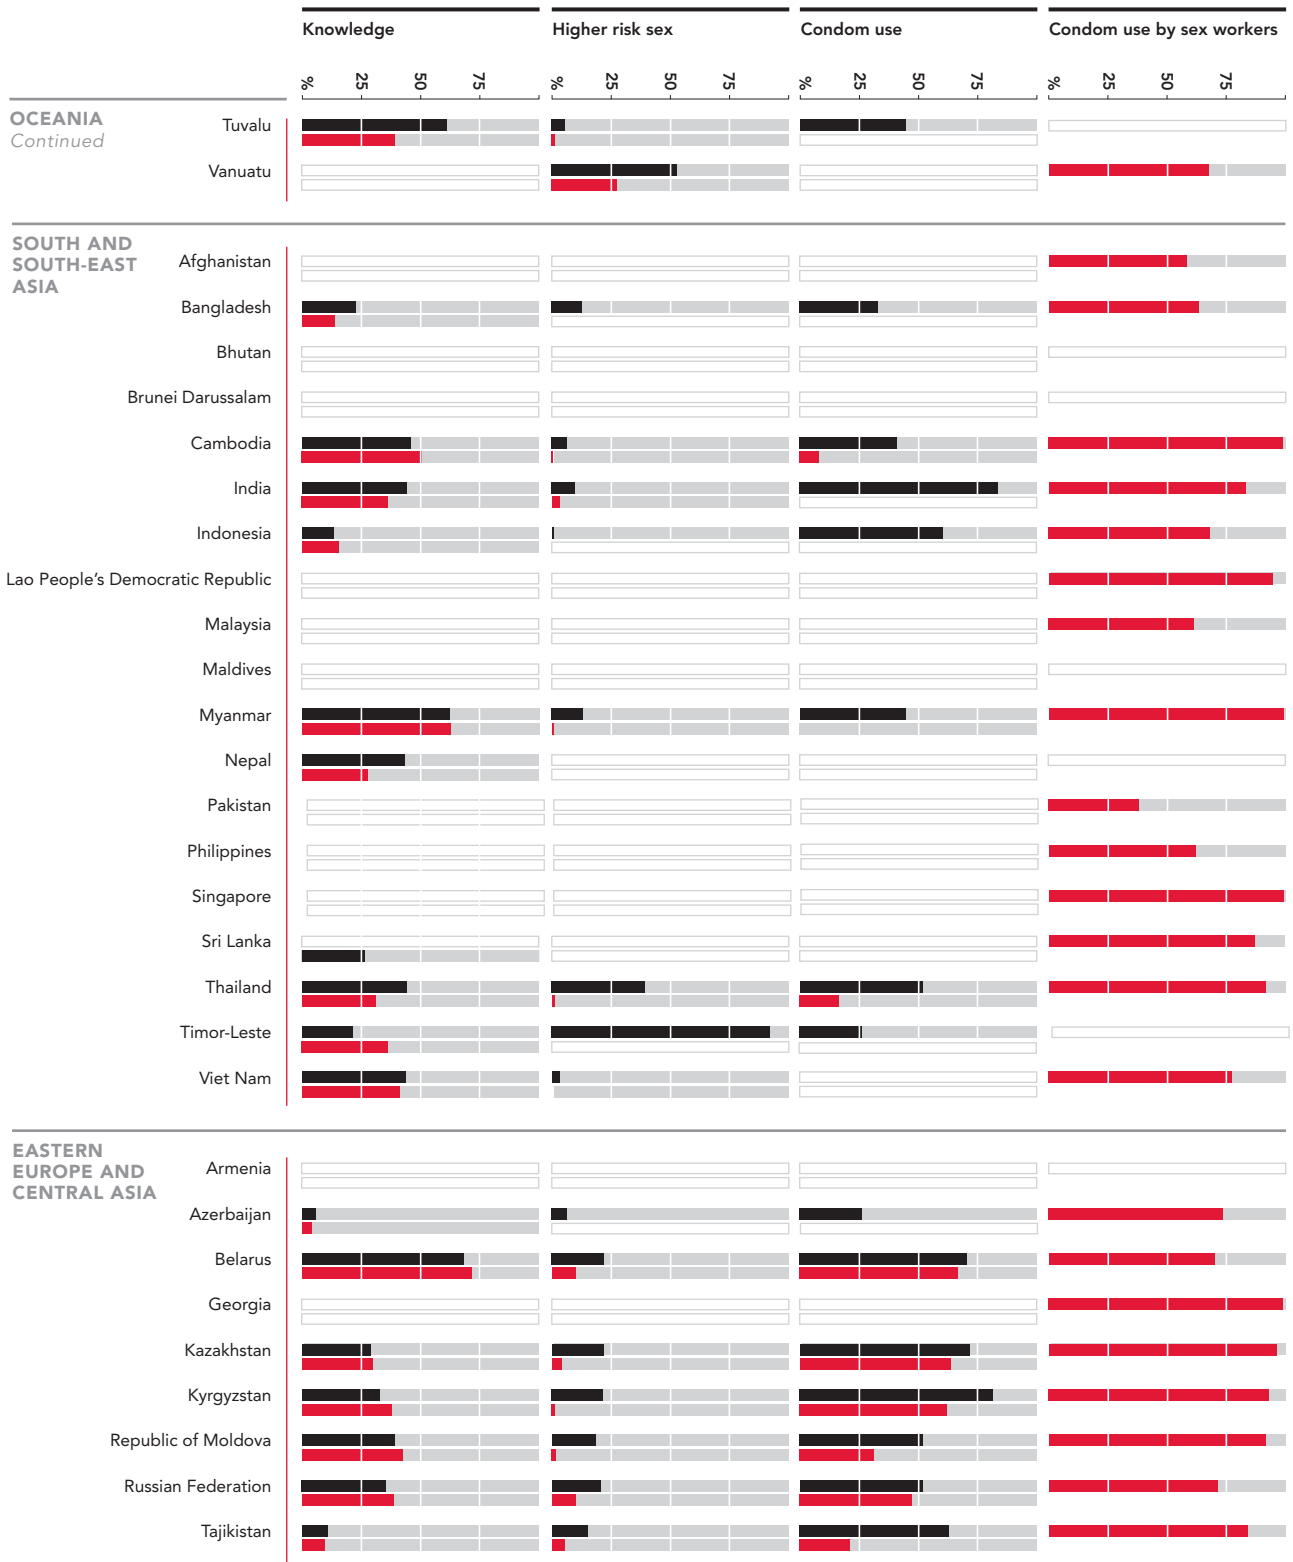 Knowledge
Higher risk sex
Condom use
Condom use by sex workers
% 25 50 75
% 25 50 75
% 25 50 75
% 25 50 75
OCEANIA
Continued
Tuvalu
Vanuatu
SOUTH AND
SOUTH-EAST
ASIA
Afghanistan
Bangladesh
Bhutan
Brunei Darussalam
Cambodia
India
Indonesia
Lao People’s Democratic Republic
Malaysia
Maldives
Myanmar
Nepal
Pakistan
Philippines
Singapore
Sri Lanka
Thailand
Timor-Leste
Viet Nam
EASTERN
EUROPE AND
CENTRAL ASIA
Armenia
Azerbaijan
Belarus
Georgia
Kazakhstan
Kyrgyzstan
Republic of Moldova
Russian Federation
Tajikistan